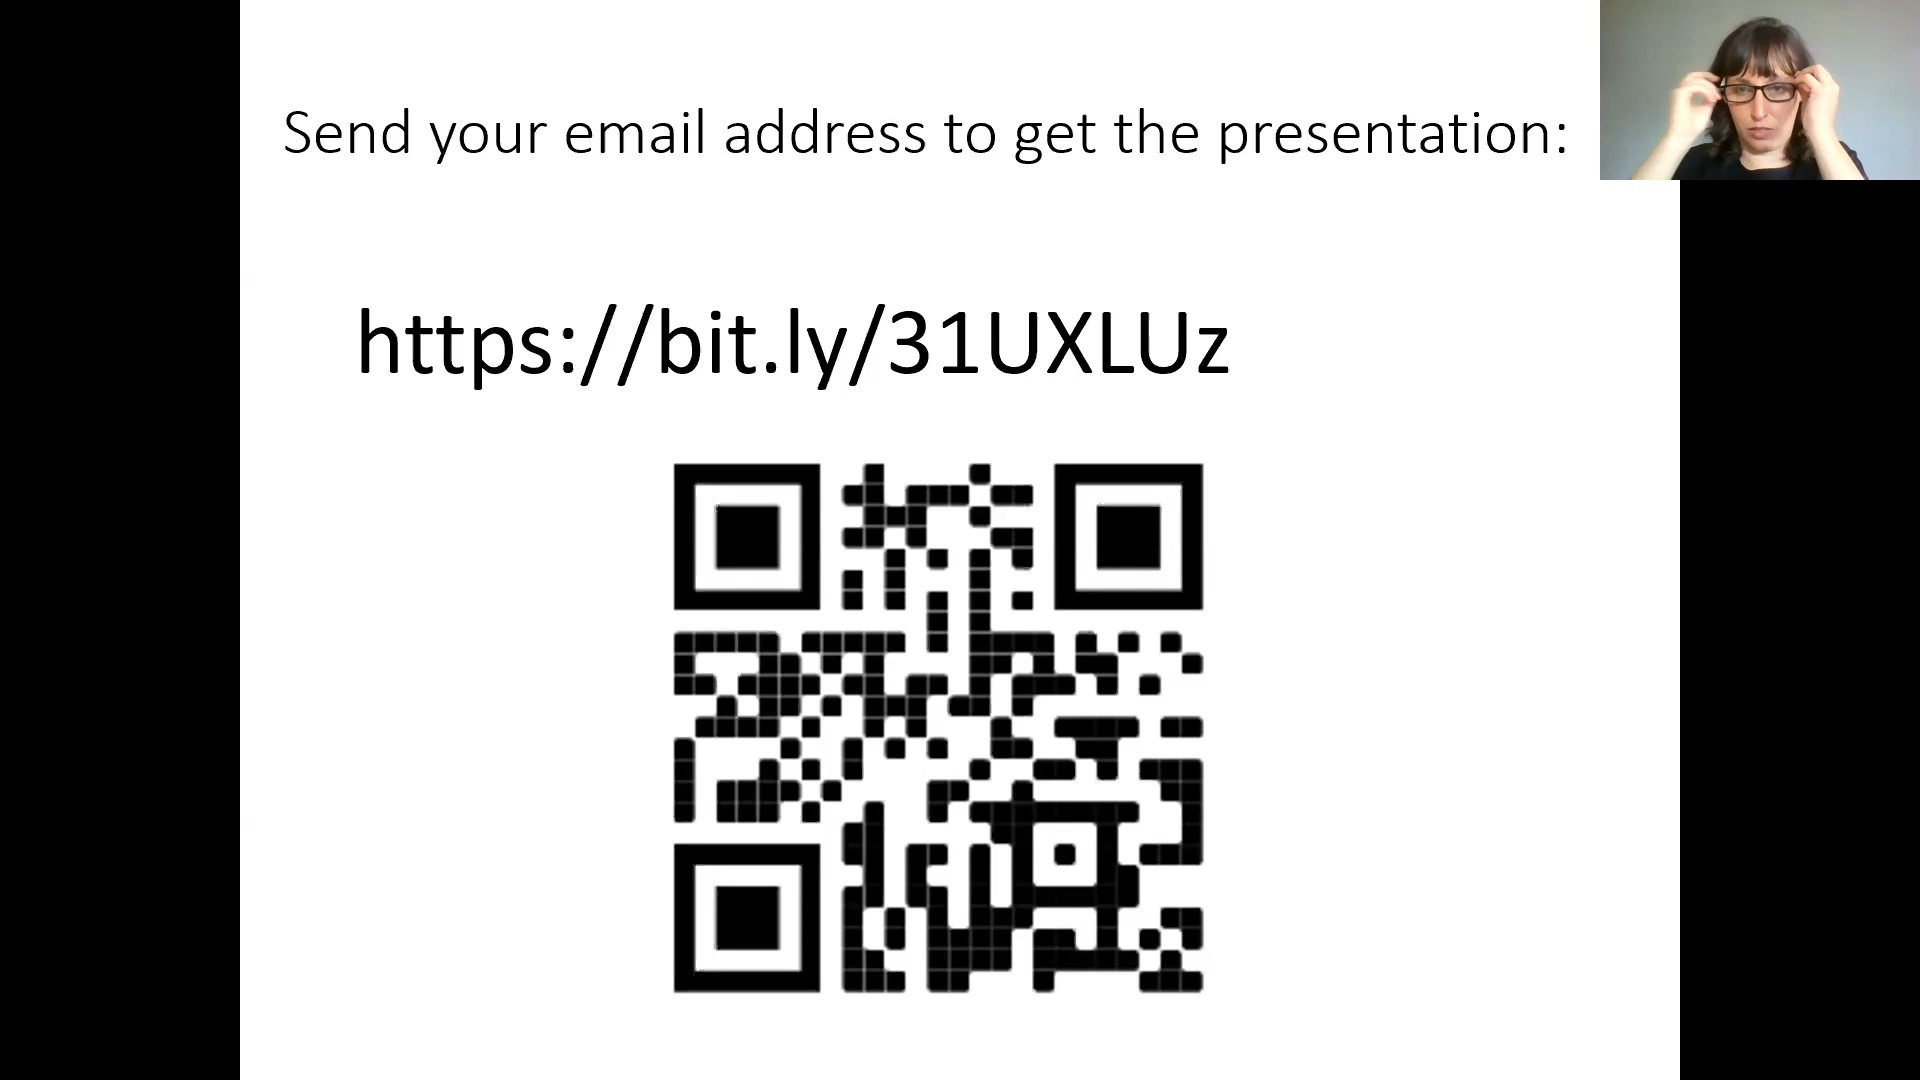 Send your email address to get the presentation:
https://bit.ly/31UXLUz